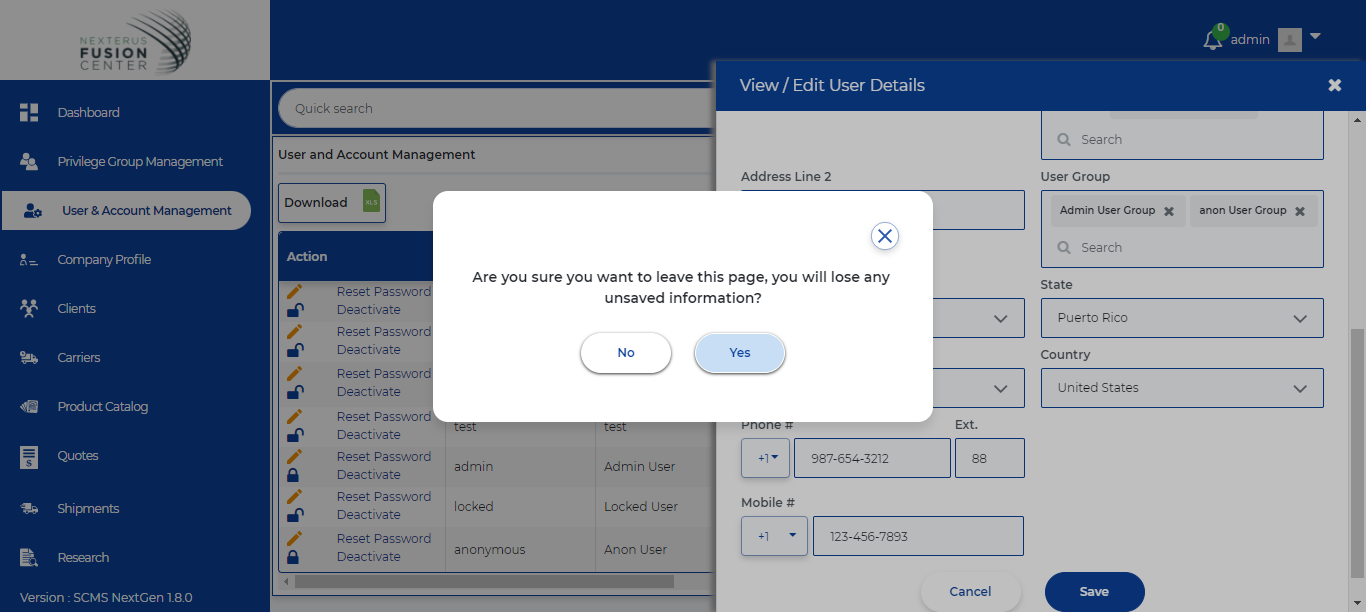 NEXTERUS
FUSION
CENTER
0
admin
Dashboard
Privilege Group Management
User & Account Management
Company Profile
Clients
Carriers
Product Catalog
Quotes
Shipments
Research
Version : SCMS NextGen 1.8.0
Quick search
User and Account Management
Download
XLS
Action
Reset Password
Deactivate
Reset Password
Deactivate
Reset Password
Deactivate
Reset Password
Deactivate
test
test
Reset Password
Deactivate
admin
Admin User
Reset Password
Deactivate
locked
Locked User
Reset Password
Deactivate
anonymous
Anon User
View / Edit User Details
Search
Address Line 2
User Group
Admin User Group
anon User Group
Search
State
Puerto Rico
Country
United States
Phone #
Ext.
+1
987-654-3212
88
Mobile #
+1
123-456-7893
Cancel
Save
Are you sure you want to leave this page, you will lose any
unsaved information?
No
Yes